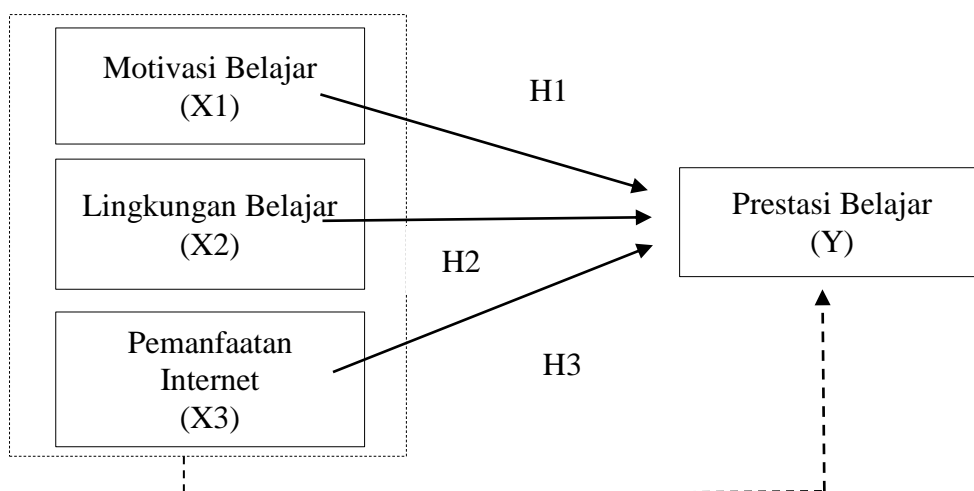 Motivasi Belajar
(X1)
H1
Lingkungan Belajar
(X2)
H2
Prestasi Belajar
(Y)
Pemanfaatan
Internet
(X3)
H3